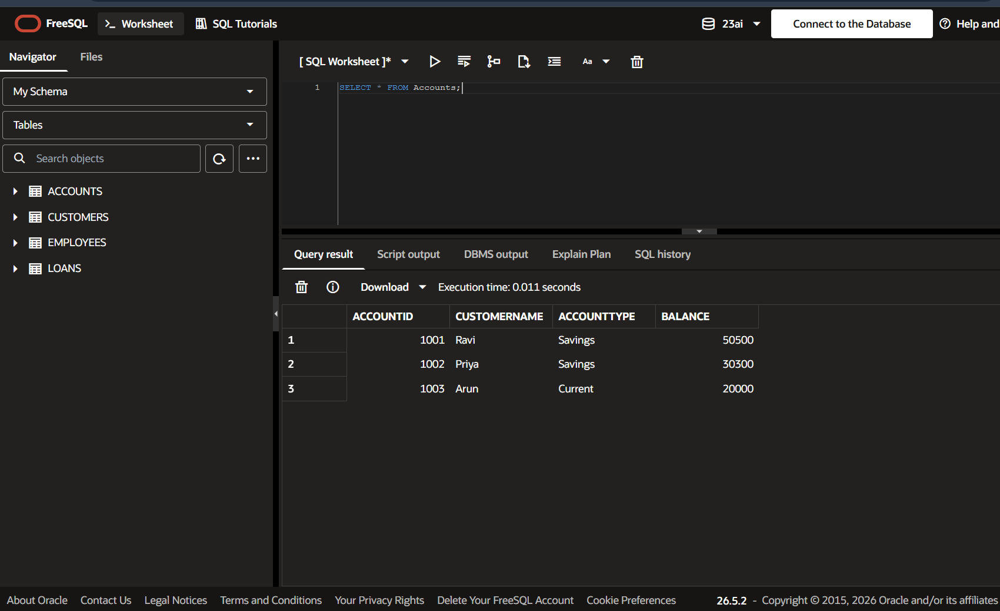 FreeSQL
Worksheet
SQL Tutorials
23ai
Connect to the Database
Help and
Navigator
Files
My Schema
Tables
Search objects
ACCOUNTS
CUSTOMERS
EMPLOYEES
LOANS
[ SQL Worksheet ]*
Aa
1 SELECT * FROM Accounts;
Query result
Script output
DBMS output
Explain Plan
SQL history
Download
Execution time: 0.011 seconds
ACCOUNTID CUSTOMERNAME ACCOUNTTYPE BALANCE
1 1001 Ravi Savings 50500
2 1002 Priya Savings 30300
3 1003 Arun Current 20000
About Oracle Contact Us Legal Notices Terms and Conditions Your Privacy Rights Delete Your FreeSQL Account Cookie Preferences 26.5.2 - Copyright © 2015, 2026 Oracle and/or its affiliates